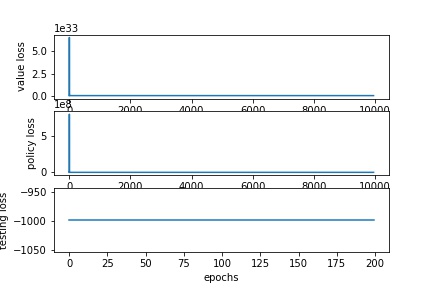 1e33
value loss
5.0
2.5
0.0
0 2000 4000 6000 8000 10000
1e8
policy loss
5
0
0 2000 4000 6000 8000 10000
testing loss
−950
−1000
−1050
0 25 50 75 100 125 150 175 200
epochs